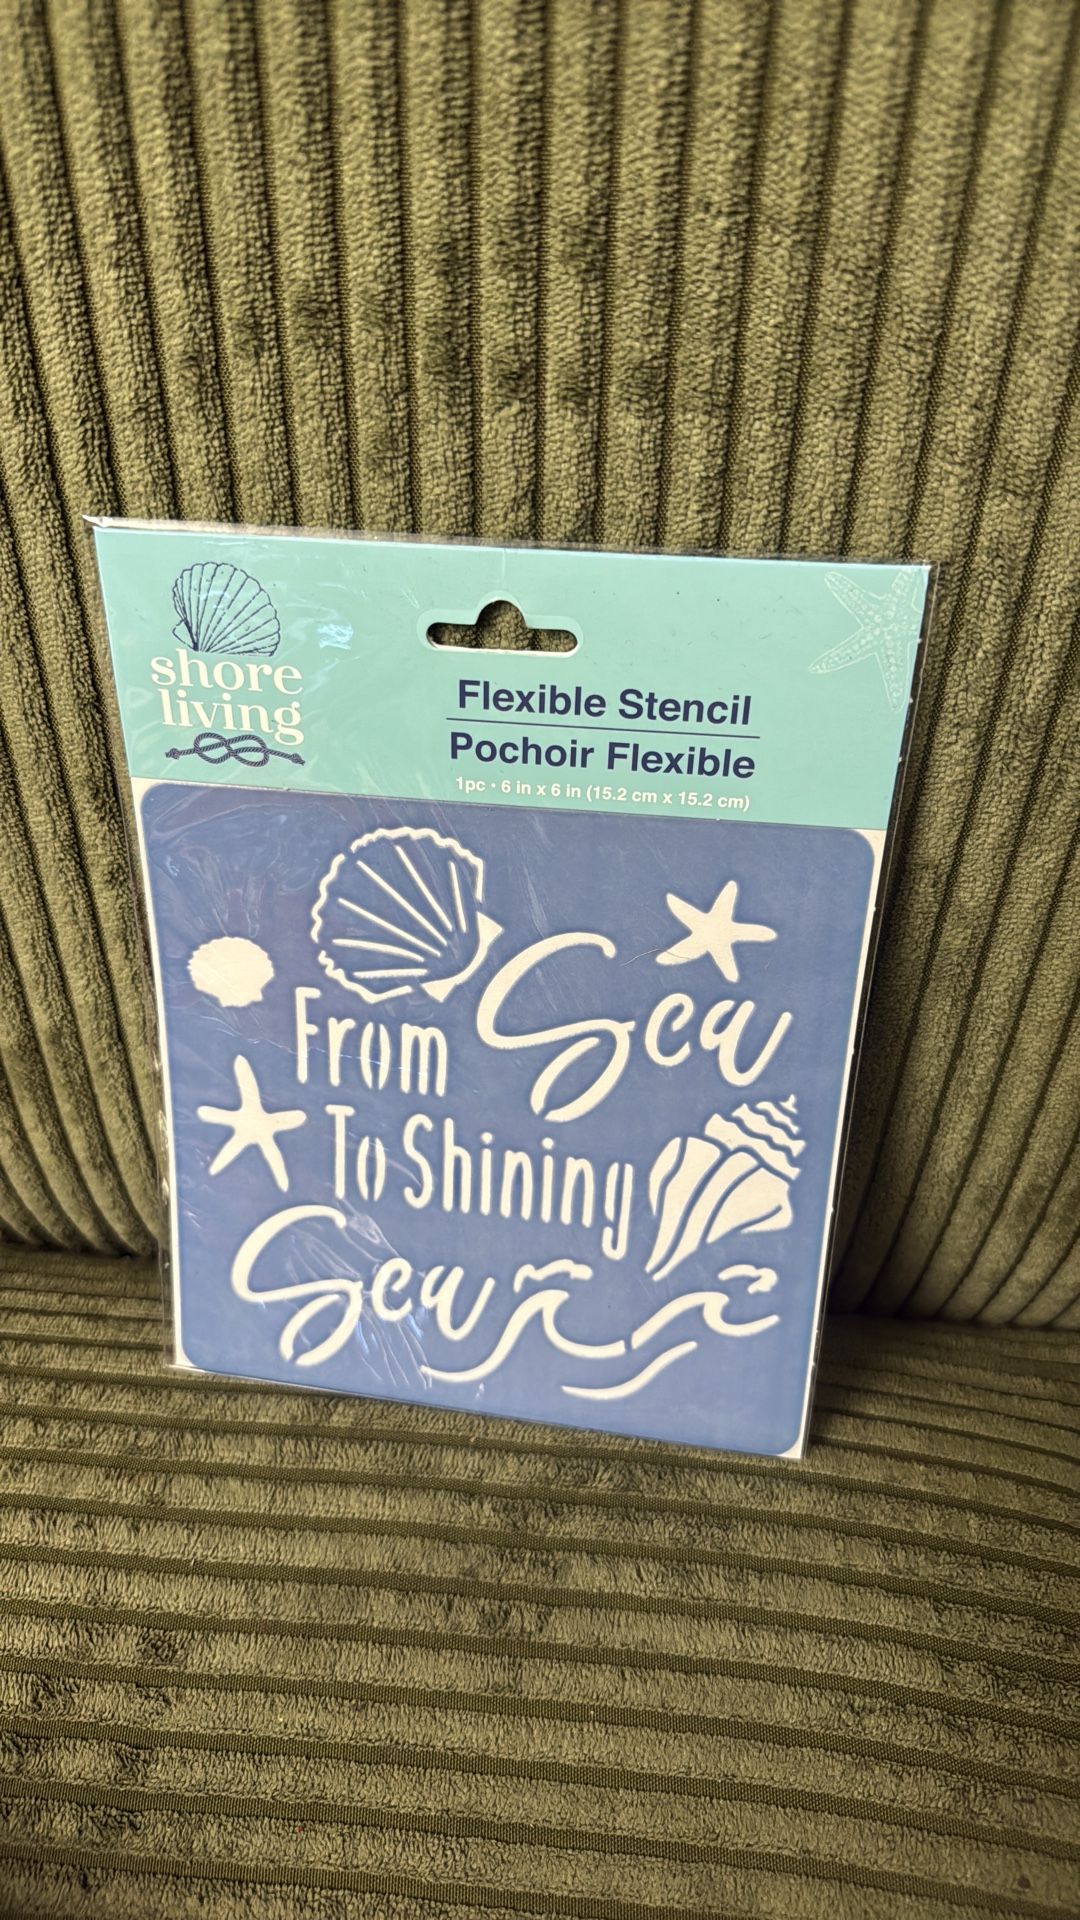 shore
living
Flexible Stencil
Pochoir Flexible
1pc • 6 in x 6 in (15.2 cm x 15.2 cm)
From Sea
To Shining
Sea